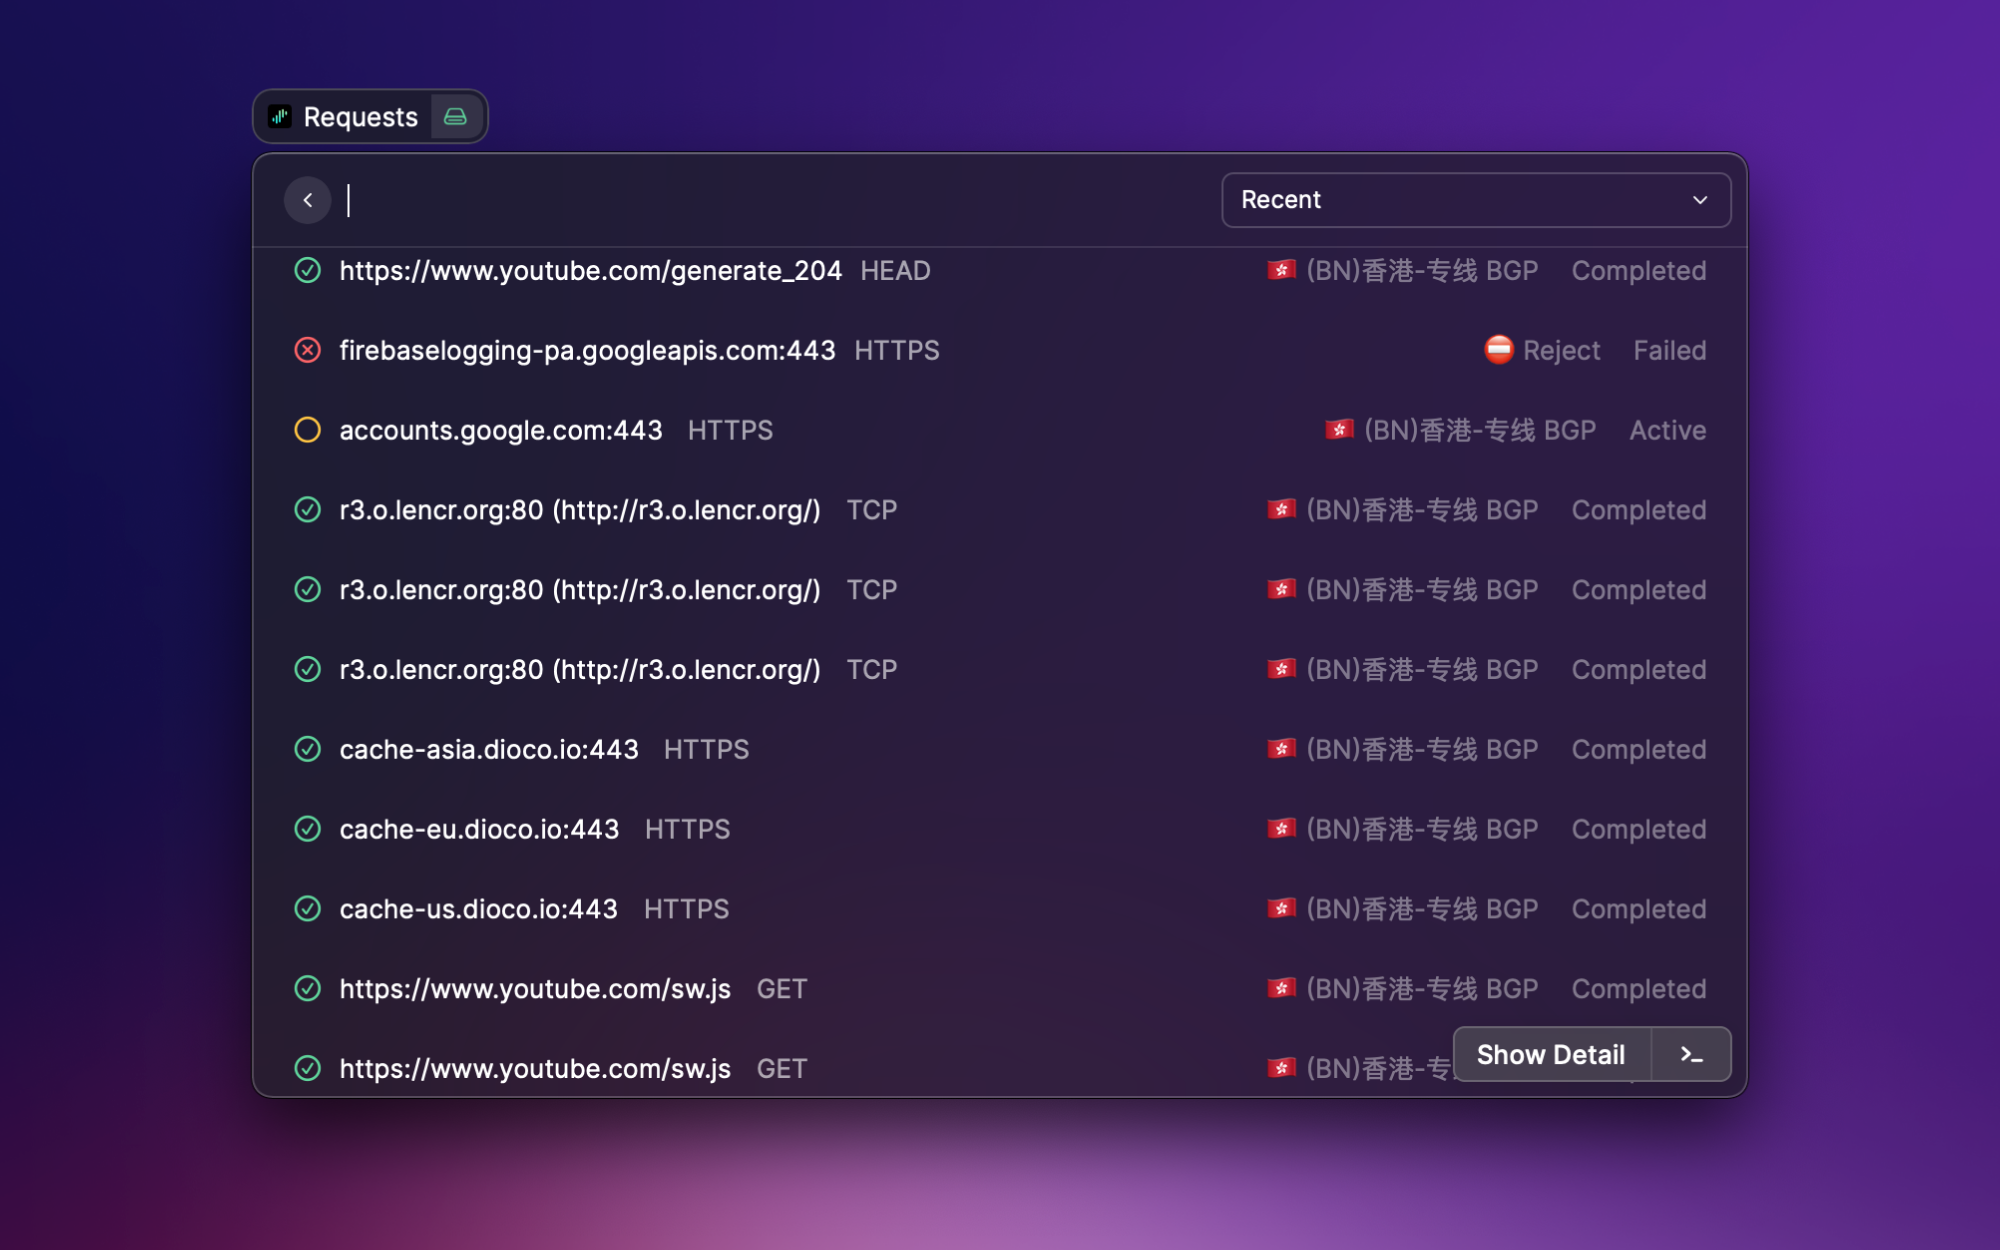 Requests
Recent
https://www.youtube.com/generate_204 HEAD (BN)香港-专线 BGP Completed
firebaselogging-pa.googleapis.com:443 HTTPS Reject Failed
accounts.google.com:443 HTTPS (BN)香港-专线 BGP Active
r3.o.lencr.org:80 (http://r3.o.lencr.org/) TCP (BN)香港-专线 BGP Completed
r3.o.lencr.org:80 (http://r3.o.lencr.org/) TCP (BN)香港-专线 BGP Completed
r3.o.lencr.org:80 (http://r3.o.lencr.org/) TCP (BN)香港-专线 BGP Completed
cache-asia.dioco.io:443 HTTPS (BN)香港-专线 BGP Completed
cache-eu.dioco.io:443 HTTPS (BN)香港-专线 BGP Completed
cache-us.dioco.io:443 HTTPS (BN)香港-专线 BGP Completed
https://www.youtube.com/sw.js GET (BN)香港-专线 BGP Completed
https://www.youtube.com/sw.js GET (BN)香港-专
Show Detail